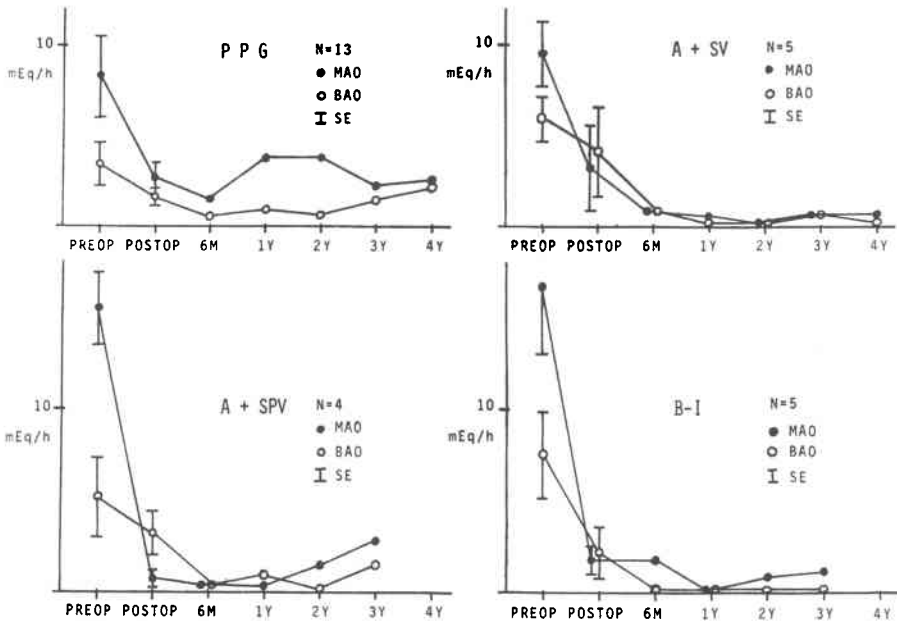 10
mEq/h
PPG N=13
MAO
BAO
SE
PREOP POSTOP 6M 1Y 2Y 3Y 4Y
10
mEq/h
A + SV N=5
MAO
BAO
SE
PREOP POSTOP 6M 1Y 2Y 3Y 4Y
10
mEq/h
A + SPV N=4
MAO
BAO
SE
PREOP POSTOP 6M 1Y 2Y 3Y 4Y
10
mEq/h
B-I N=5
MAO
BAO
SE
PREOP POSTOP 6M 1Y 2Y 3Y 4Y